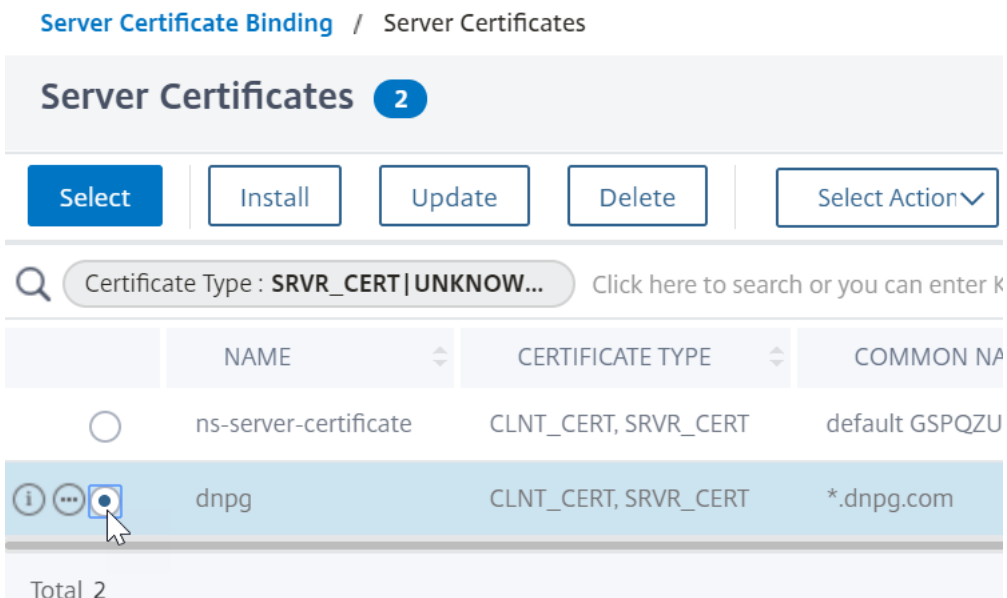 Server Certificate Binding / Server Certificates
Server Certificates 2
Select Install Update Delete Select Action
Certificate Type : SRVR_CERT|UNKNOW... Click here to search or you can enter K
NAME CERTIFICATE TYPE COMMON NA
ns-server-certificate CLNT_CERT, SRVR_CERT default GSPQZU
dnpg CLNT_CERT, SRVR_CERT *.dnpg.com
Total 2